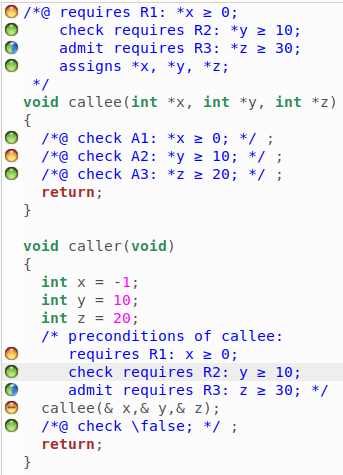 /*@ requires R1: *x ≥ 0;
check requires R2: *y ≥ 10;
admit requires R3: *z ≥ 30;
assigns *x, *y, *z;
*/
void callee(int *x, int *y, int *z)
{
/*@ check A1: *x ≥ 0; */ ;
/*@ check A2: *y ≥ 10; */ ;
/*@ check A3: *z ≥ 20; */ ;
return;
}
void caller(void)
{
int x = -1;
int y = 10;
int z = 20;
/* preconditions of callee:
requires R1: x ≥ 0;
check requires R2: y ≥ 10;
admit requires R3: z ≥ 30; */
callee(& x,& y,& z);
/*@ check \false; */ ;
return;
}